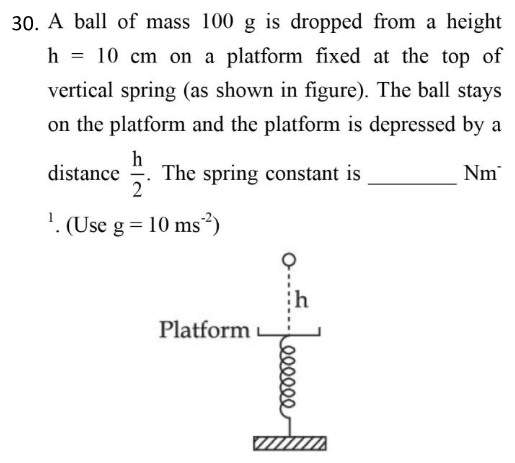 30. A ball of mass 100 g is dropped from a height
h = 10 cm on a platform fixed at the top of
vertical spring (as shown in figure). The ball stays
on the platform and the platform is depressed by a
distance h/2. The spring constant is ________ Nm⁻
¹. (Use g = 10 ms⁻²)
h
Platform